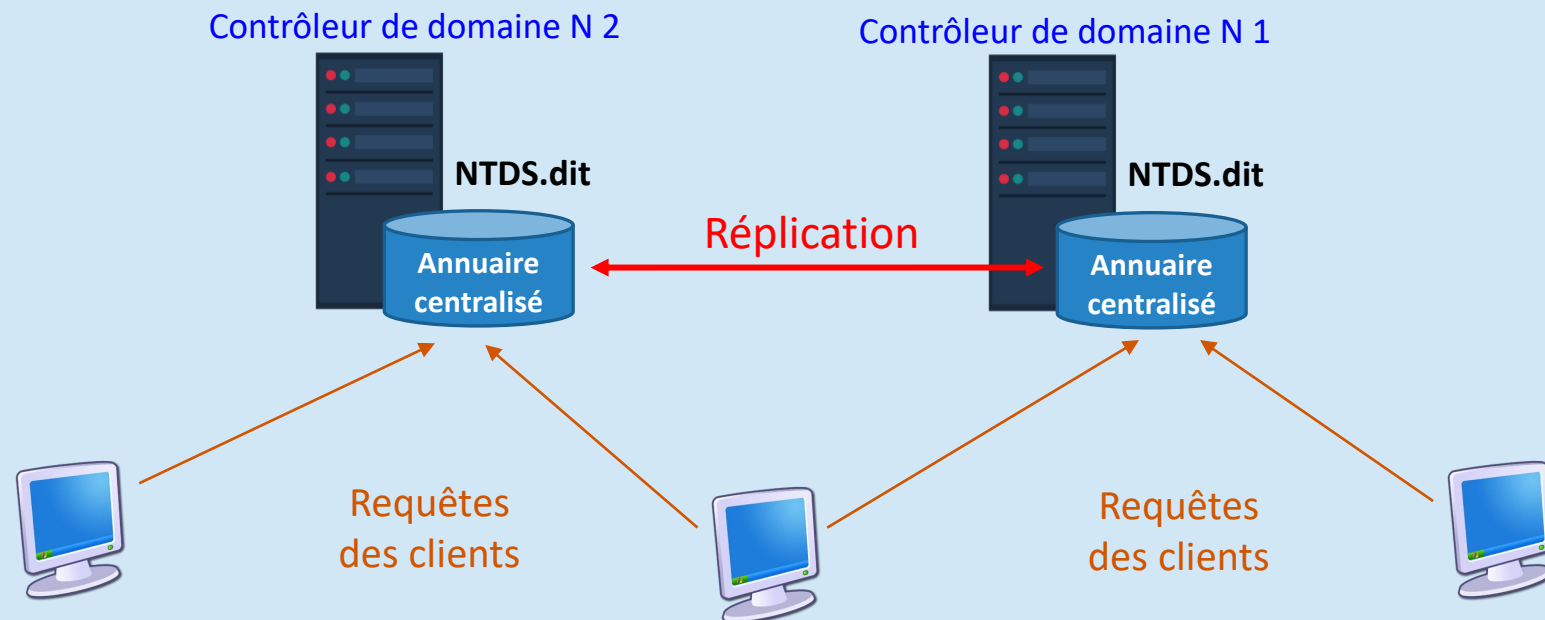 Contrôleur de domaine N 2
Contrôleur de domaine N 1
NTDS.dit
NTDS.dit
Réplication
Annuaire
centralisé
Annuaire
centralisé
Requêtes
des clients
Requêtes
des clients